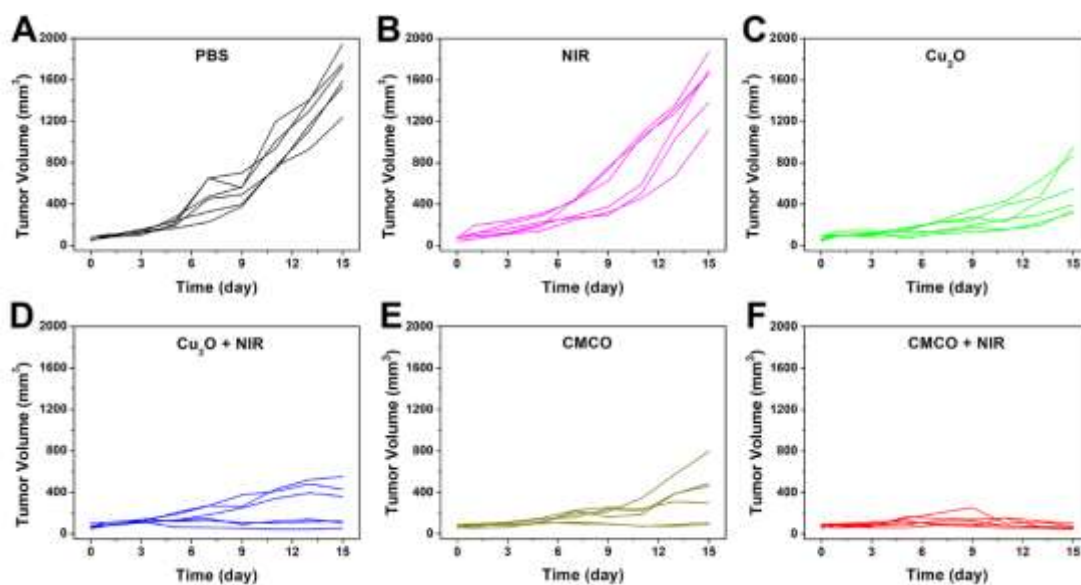 A
PBS
2000
1600
1200
800
400
0
Tumor Volume (mm³)
0 3 6 9 12 15
Time (day)
B
NIR
2000
1600
1200
800
400
0
Tumor Volume (mm³)
0 3 6 9 12 15
Time (day)
C
Cu₂O
2000
1600
1200
800
400
0
Tumor Volume (mm³)
0 3 6 9 12 15
Time (day)
D
Cu₂O + NIR
2000
1600
1200
800
400
0
Tumor Volume (mm³)
0 3 6 9 12 15
Time (day)
E
CMCO
2000
1600
1200
800
400
0
Tumor Volume (mm³)
0 3 6 9 12 15
Time (day)
F
CMCO + NIR
2000
1600
1200
800
400
0
Tumor Volume (mm³)
0 3 6 9 12 15
Time (day)